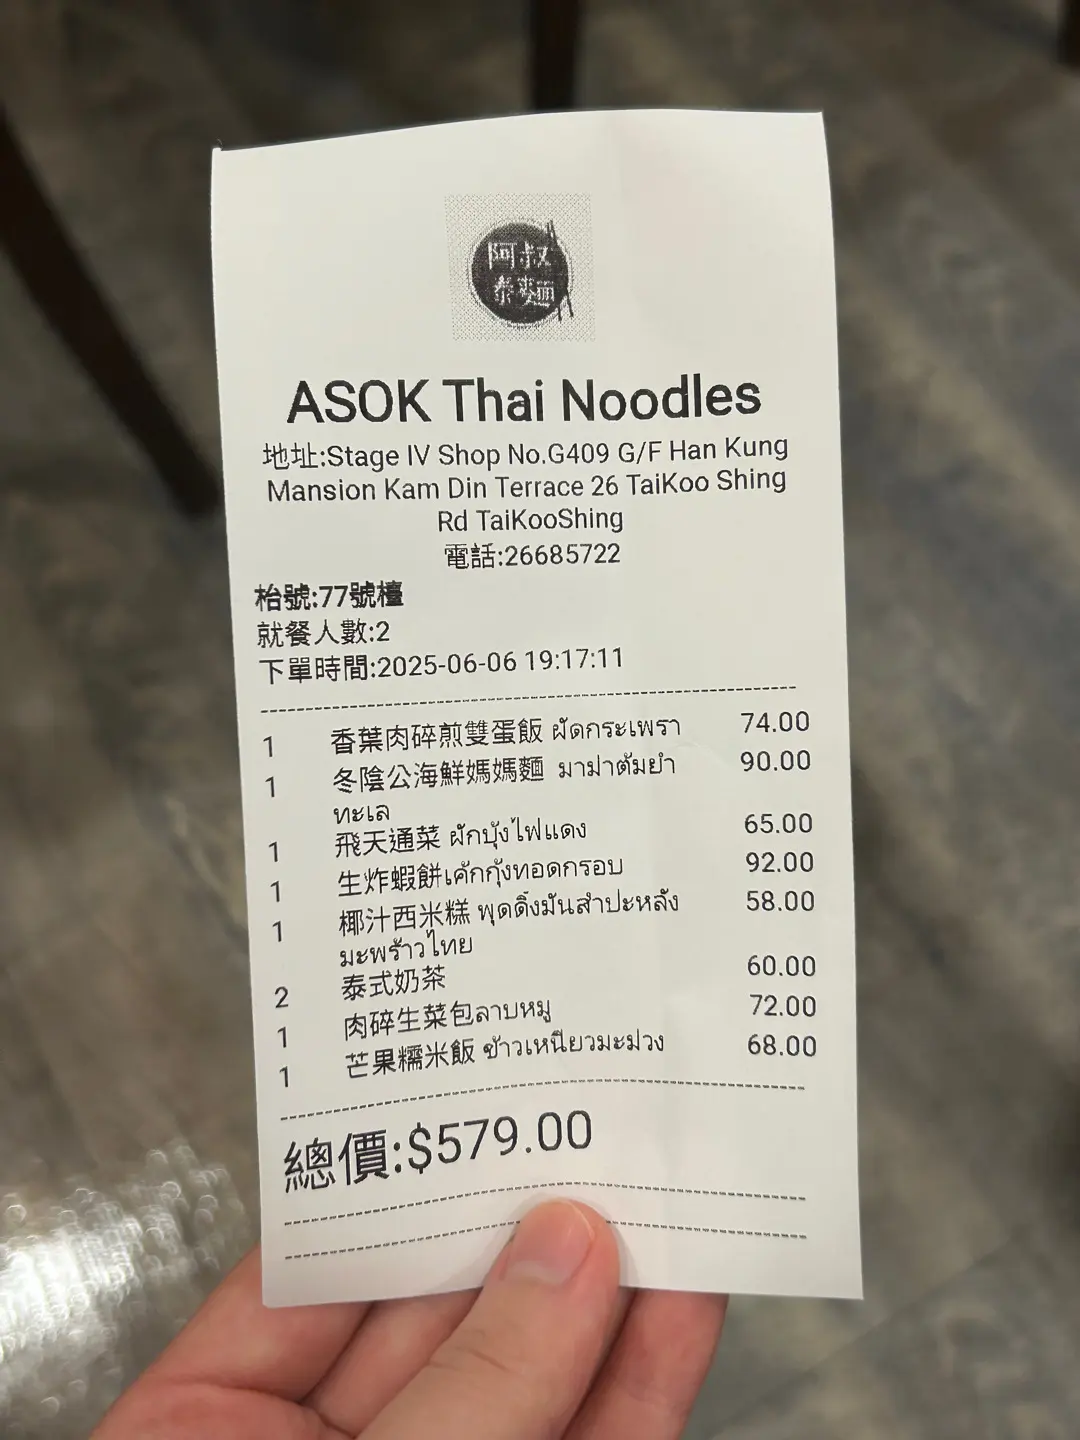 阿叔
泰麵
ASOK Thai Noodles
地址:Stage IV Shop No.G409 G/F Han Kung
Mansion Kam Din Terrace 26 TaiKoo Shing
Rd TaiKooShing
電話:26685722
枱號:77號檯
就餐人數:2
下單時間:2025-06-06 19:17:11
1 香葉肉碎煎雙蛋飯 ผัดกระเพรา 74.00
1 冬陰公海鮮媽媽麵 มาม่าต้มยำ 90.00
ทะเล
1 飛天通菜 ผักบุ้งไฟแดง 65.00
1 生炸蝦餅เค้กกุ้งทอดกรอบ 92.00
1 椰汁西米糕 พุดดิ้งมันสำปะหลัง 58.00
มะพร้าวไทย
2 泰式奶茶 60.00
1 肉碎生菜包ลาบหมู 72.00
1 芒果糯米飯 ข้าวเหนียวมะม่วง 68.00
總價:$579.00